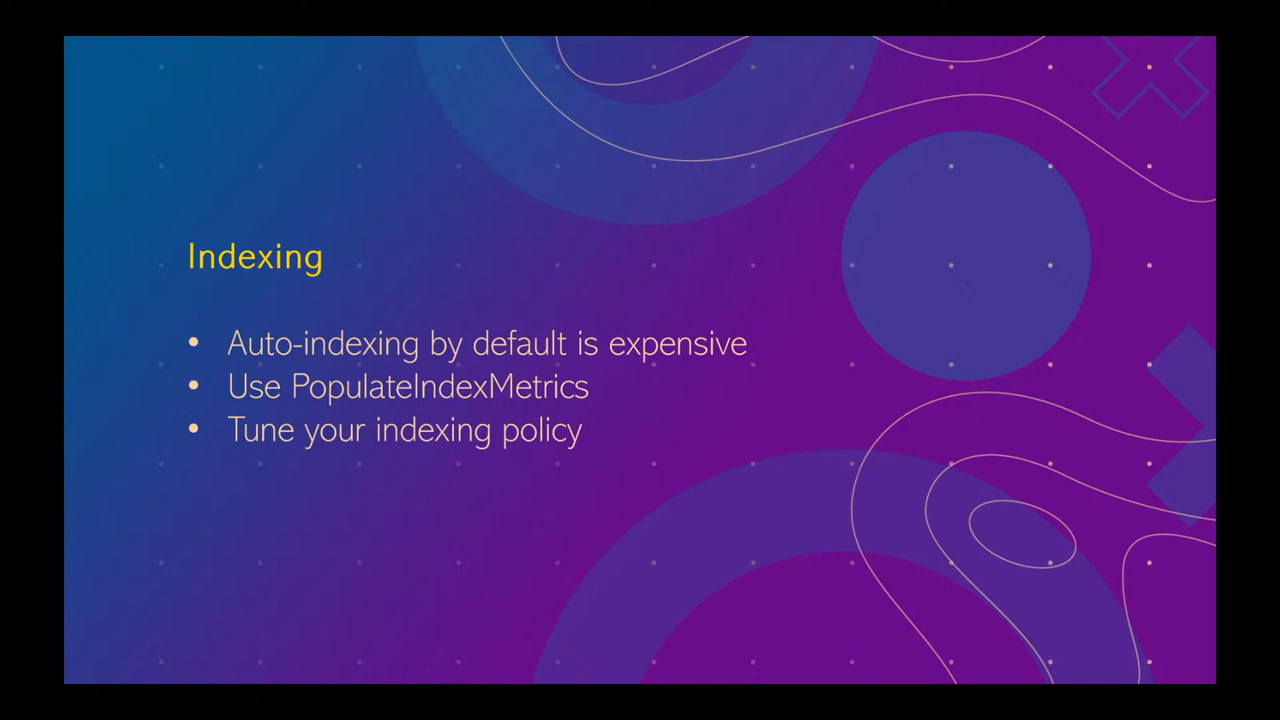 Indexing
• Auto-indexing by default is expensive
• Use PopulateIndexMetrics
• Tune your indexing policy